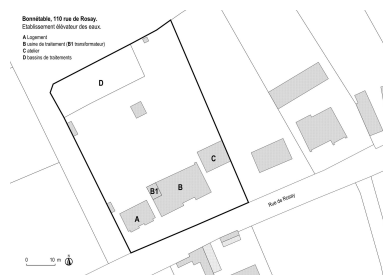 Bonnétable, 110 rue de Rosay.
Etablissement élévateur des eaux.
A Logement
B usine de traitement (B1 transformateur)
C atelier
D bassins de traitements
D
C
B1
B
A
Rue de Rosay
0 10 m